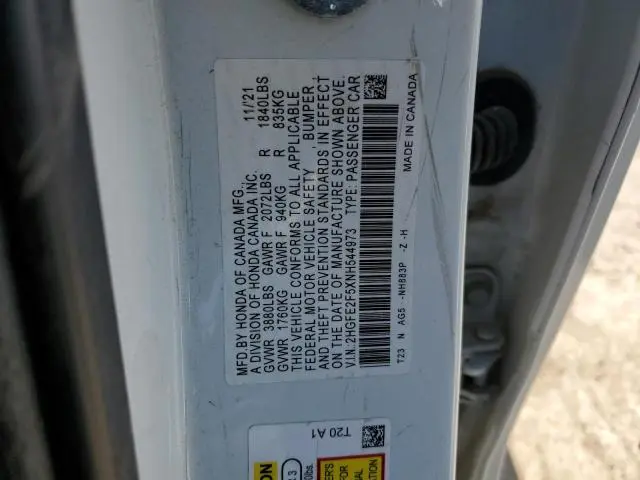 MFD.BY HONDA OF CANADA MFG., 11/21
A DIVISION OF HONDA CANADA INC.
GVWR 3880LBS GAWR F 2072LBS R 1840LBS
GVWR 1760KG GAWR F 940KG R 835KG
THIS VEHICLE CONFORMS TO ALL APPLICABLE
FEDERAL MOTOR VEHICLE SAFETY , BUMPER,
AND THEFT PREVENTION STANDARDS IN EFFECT
ON THE DATE OF MANUFACTURE SHOWN ABOVE.
V.I.N.:2HGFE2F5XNH544973 TYPE: PASSENGER CAR
T23 N AG5 -NH883P -Z -H MADE IN CANADA
T20 A1